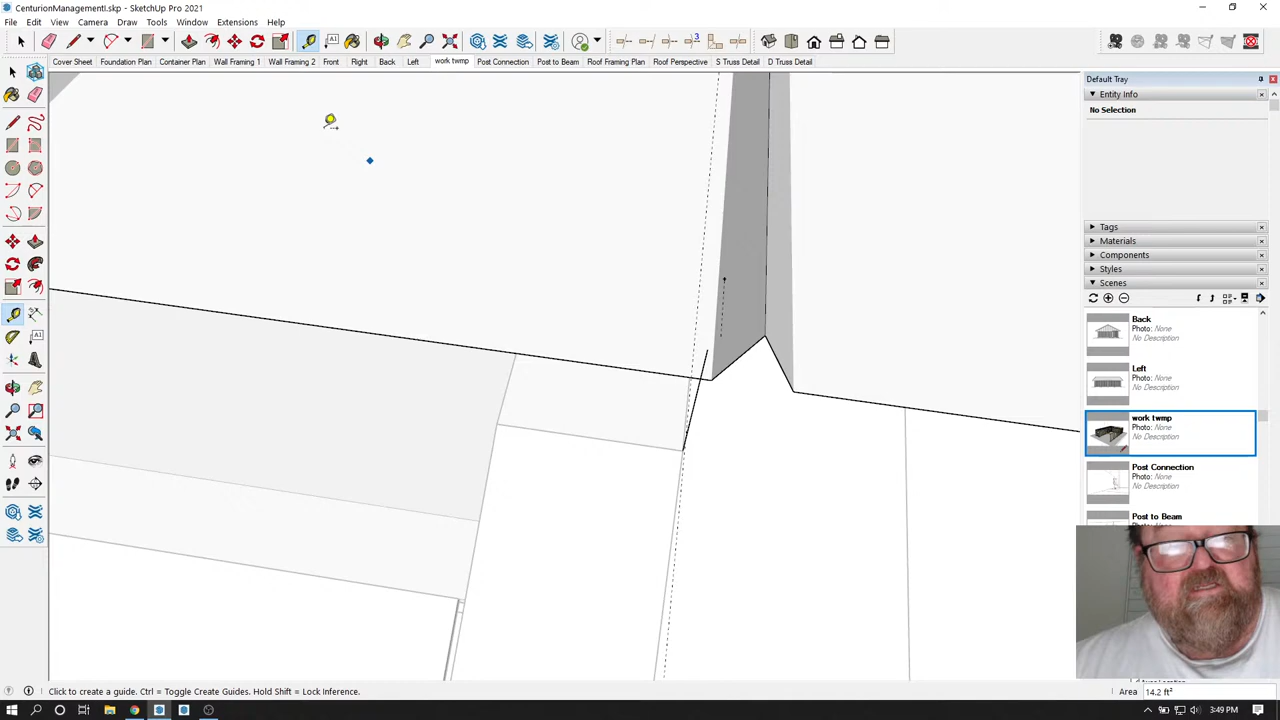 CenturionManagementI.skp - SketchUp Pro 2021
File Edit View Camera Draw Tools Window Extensions Help
Cover Sheet Foundation Plan Container Plan Wall Framing 1 Wall Framing 2 Front Right Back Left work twmp Post Connection Post to Beam Roof Framing Plan Roof Perspective S Truss Detail D Truss Detail
Default Tray
Entity Info
No Selection
Tags
Materials
Components
Styles
Scenes
Back
Photo: None
No Description
Left
Photo: None
No Description
work twmp
Photo: None
No Description
Post Connection
Photo: None
No Description
Post to Beam
Click to create a guide. Ctrl = Toggle Create Guides. Hold Shift = Lock Inference.
Area 14.2 ft²
3:49 PM